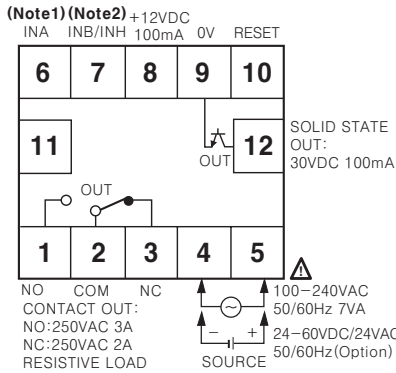 (Note1) (Note2) +12VDC
INA INB/INH 100mA 0V RESET
6 7 8 9 10
11 12
SOLID STATE
OUT:
30VDC 100mA
OUT
OUT
1 2 3 4 5
NO COM NC
CONTACT OUT:
NO:250VAC 3A
NC:250VAC 2A
RESISTIVE LOAD
100-240VAC
50/60Hz 7VA
- +
24-60VDC/24VAC
50/60Hz(Option)
SOURCE